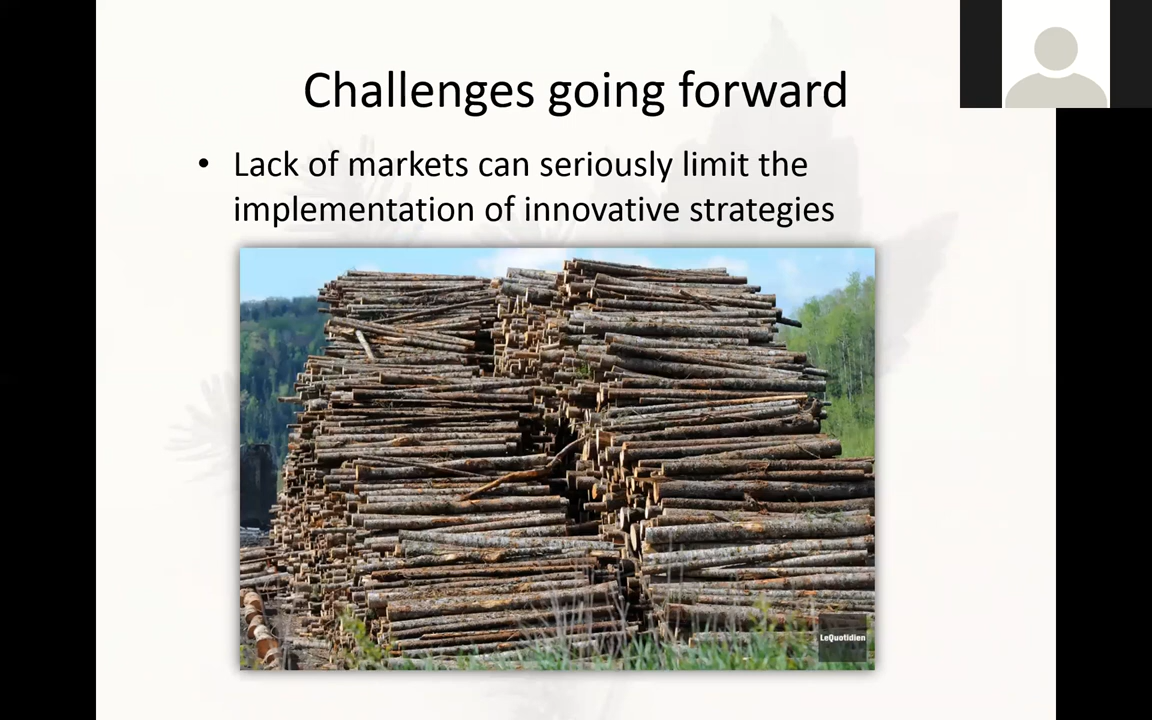 Challenges going forward
• Lack of markets can seriously limit the
implementation of innovative strategies
LeQuotidien